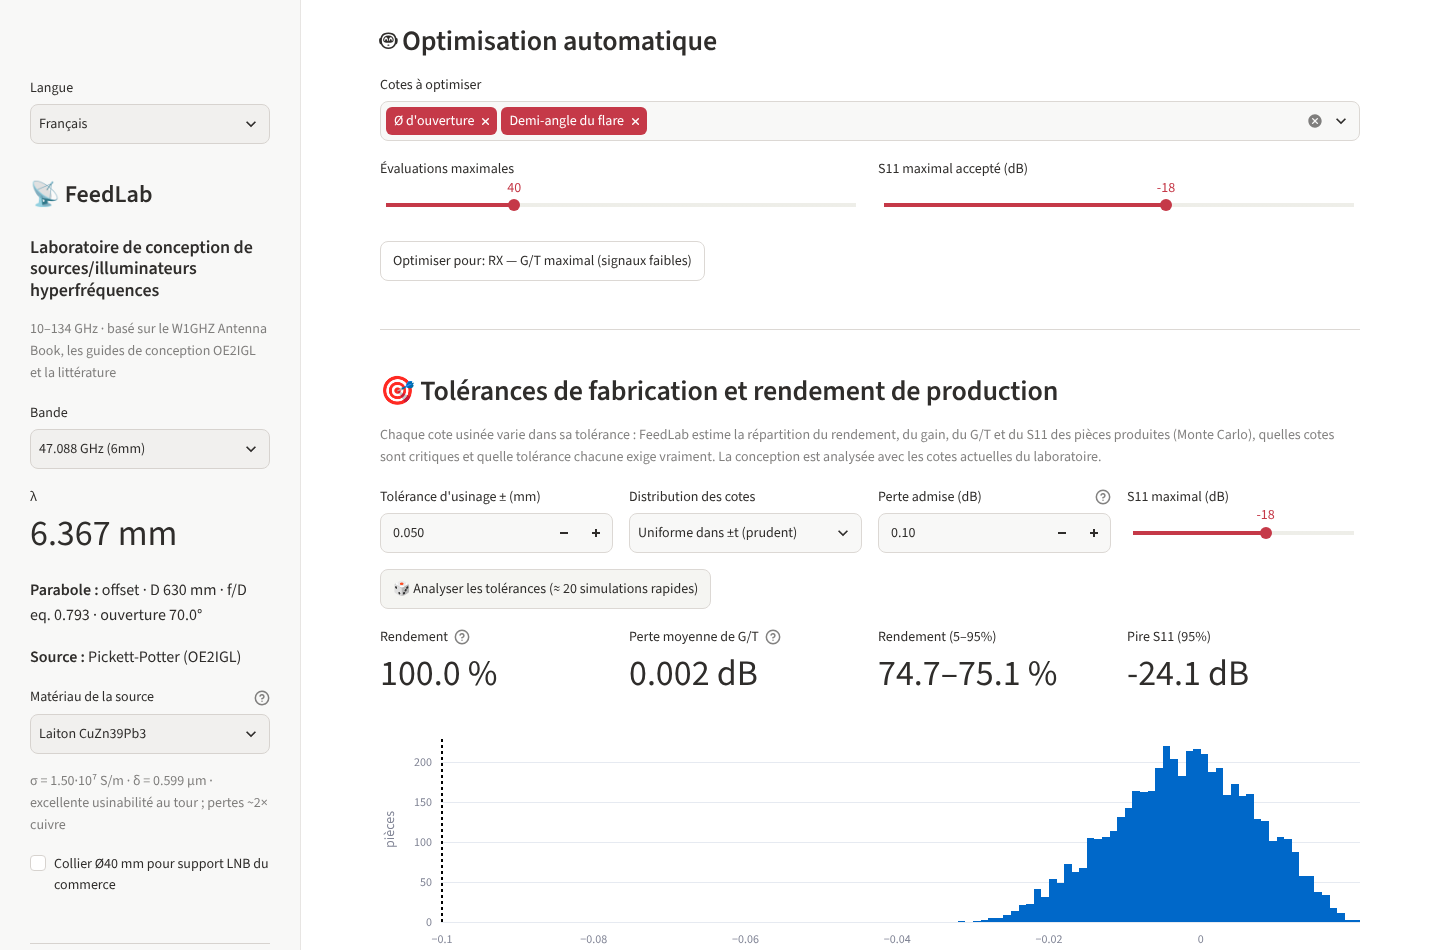 Langue
Français
FeedLab
Laboratoire de conception de
sources/illuminateurs
hyperfréquences
10–134 GHz · basé sur le W1GHZ Antenna
Book, les guides de conception OE2IGL
et la littérature
Bande
47.088 GHz (6mm)
λ
6.367 mm
Parabole : offset · D 630 mm · f/D
eq. 0.793 · ouverture 70.0°
Source : Pickett-Potter (OE2IGL)
Matériau de la source
Laiton CuZn39Pb3
σ = 1.50·10⁷ S/m · δ = 0.599 µm ·
excellente usinabilité au tour ; pertes ~2×
cuivre
Collier Ø40 mm pour support LNB du
commerce
Optimisation automatique
Cotes à optimiser
Ø d'ouverture
Demi-angle du flare
Évaluations maximales
40
S11 maximal accepté (dB)
-18
Optimiser pour: RX — G/T maximal (signaux faibles)
Tolérances de fabrication et rendement de production
Chaque cote usinée varie dans sa tolérance : FeedLab estime la répartition du rendement, du gain, du G/T et du S11 des pièces produites (Monte Carlo), quelles cotes
sont critiques et quelle tolérance chacune exige vraiment. La conception est analysée avec les cotes actuelles du laboratoire.
Tolérance d'usinage ± (mm)
0.050
Distribution des cotes
Uniforme dans ±t (prudent)
Perte admise (dB)
0.10
S11 maximal (dB)
-18
Analyser les tolérances (≈ 20 simulations rapides)
Rendement
100.0 %
Perte moyenne de G/T
0.002 dB
Rendement (5–95%)
74.7–75.1 %
Pire S11 (95%)
-24.1 dB
pièces
200
150
100
50
0
−0.1
−0.08
−0.06
−0.04
−0.02
0